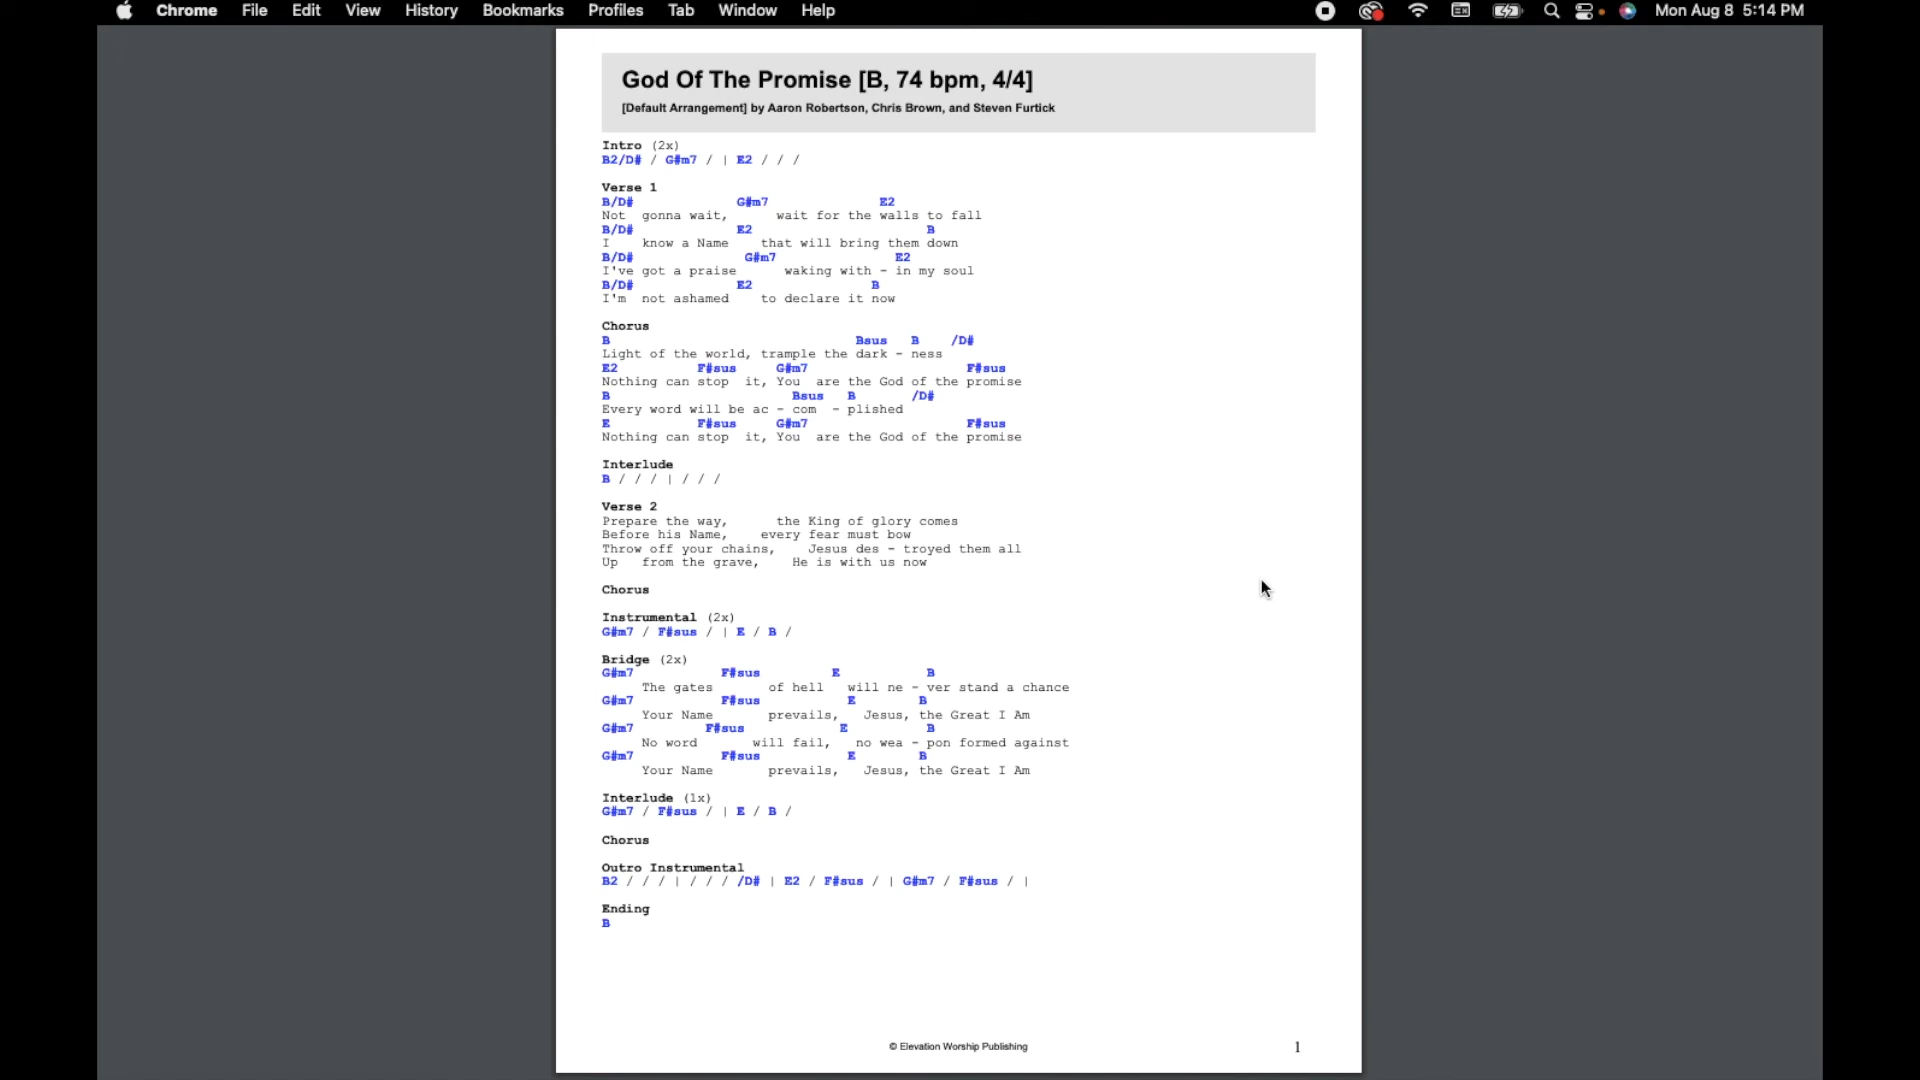 Chrome File Edit View History Bookmarks Profiles Tab Window Help Mon Aug 8 5:14 PM
God Of The Promise [B, 74 bpm, 4/4]
[Default Arrangement] by Aaron Robertson, Chris Brown, and Steven Furtick
Intro (2x)
B2/D# / G#m7 / | E2 / / /
Verse 1
B/D# G#m7 E2
Not gonna wait, wait for the walls to fall
B/D# E2 B
I know a Name that will bring them down
B/D# G#m7 E2
I've got a praise waking with - in my soul
B/D# E2 B
I'm not ashamed to declare it now
Chorus
B Bsus B /D#
Light of the world, trample the dark - ness
E2 F#sus G#m7 F#sus
Nothing can stop it, You are the God of the promise
B Bsus B /D#
Every word will be ac - com - plished
E F#sus G#m7 F#sus
Nothing can stop it, You are the God of the promise
Interlude
B / / / | / / /
Verse 2
Prepare the way, the King of glory comes
Before his Name, every fear must bow
Throw off your chains, Jesus des - troyed them all
Up from the grave, He is with us now
Chorus
Instrumental (2x)
G#m7 / F#sus / | E / B /
Bridge (2x)
G#m7 F#sus E B
The gates of hell will ne - ver stand a chance
G#m7 F#sus E B
Your Name prevails, Jesus, the Great I Am
G#m7 F#sus E B
No word will fail, no wea - pon formed against
G#m7 F#sus E B
Your Name prevails, Jesus, the Great I Am
Interlude (1x)
G#m7 / F#sus / | E / B /
Chorus
Outro Instrumental
B2 / / / | / / / /D# | E2 / F#sus / | G#m7 / F#sus / |
Ending
B
© Elevation Worship Publishing 1